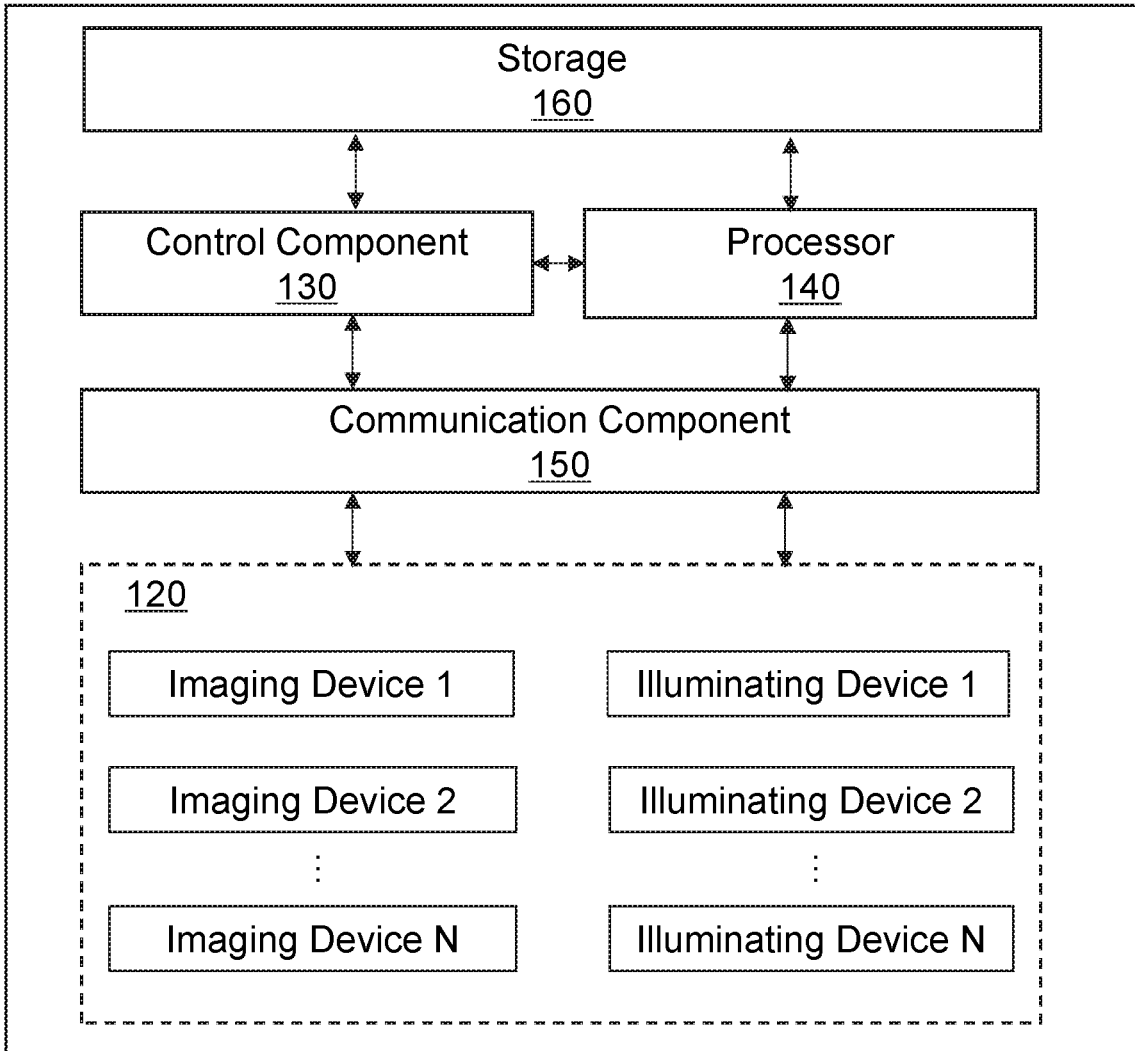 Storage
160
Control Component
130
Processor
140
Communication Component
150
120
Imaging Device 1
Illuminating Device 1
Imaging Device 2
Illuminating Device 2
⋮
⋮
Imaging Device N
Illuminating Device N